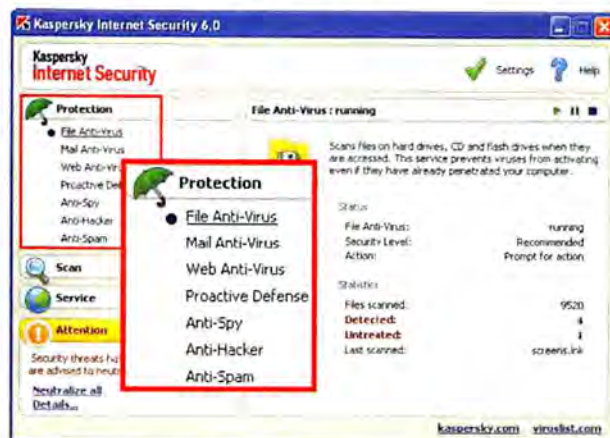 Kaspersky Internet Security 6.0
Kaspersky
Internet Security
Settings
Help
Protection
File Anti-Virus
Mail Anti-Virus
Web Anti-Vir
Proactive Def
Anti-Spy
Anti-Hacker
Anti-Spam
Scan
Service
Attention
Security threats ha
are advised to neutr
Neutralize all
Details...
Protection
File Anti-Virus
Mail Anti-Virus
Web Anti-Virus
Proactive Defense
Anti-Spy
Anti-Hacker
Anti-Spam
File Anti-Virus : running
Scans files on hard drives, CD and flash drives when they
are accessed. This service prevents viruses from activating
even if they have already penetrated your computer.
Status
File Anti-Virus: running
Security Level: Recommended
Action: Prompt for action
Statistics
Files scanned: 9520
Detected: 4
Untreated: 1
Last scanned: screens.lnk
kaspersky.com viruslist.com